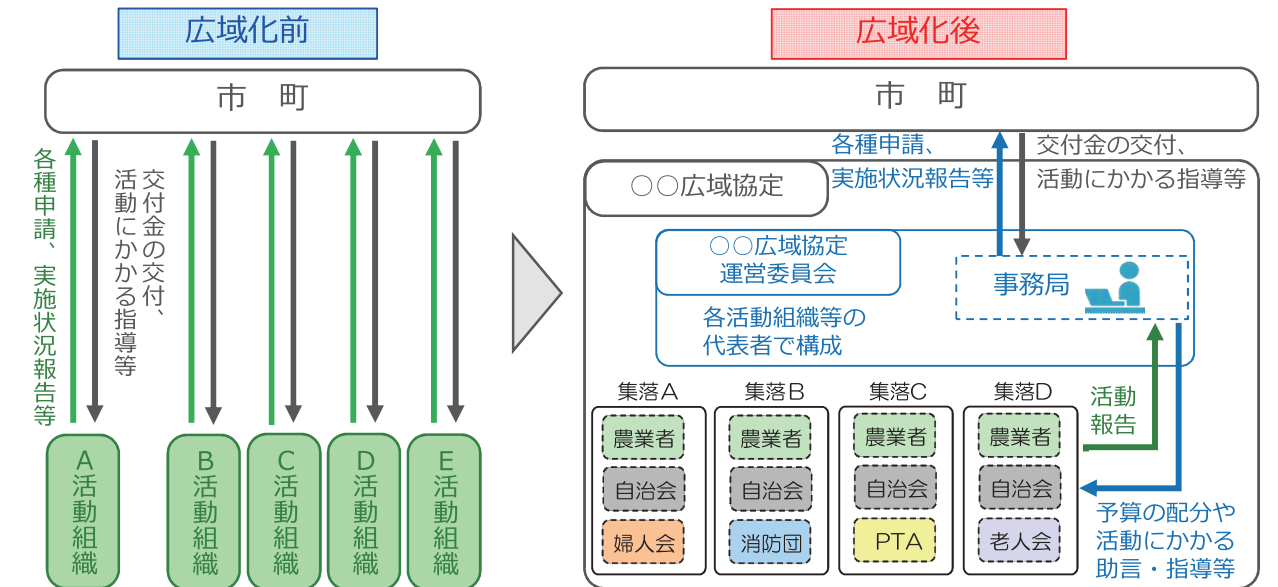 広域化前
市　町
各種申請、実施状況報告等
交付金の交付、
活動にかかる指導等
A活動組織
B活動組織
C活動組織
D活動組織
E活動組織
広域化後
市　町
各種申請、
実施状況報告等
交付金の交付、
活動にかかる指導等
○○広域協定
○○広域協定
運営委員会
各活動組織等の
代表者で構成
事務局
集落A
農業者
自治会
婦人会
集落B
農業者
自治会
消防団
集落C
農業者
自治会
PTA
集落D
農業者
自治会
老人会
活動
報告
予算の配分や
活動にかかる
助言・指導等